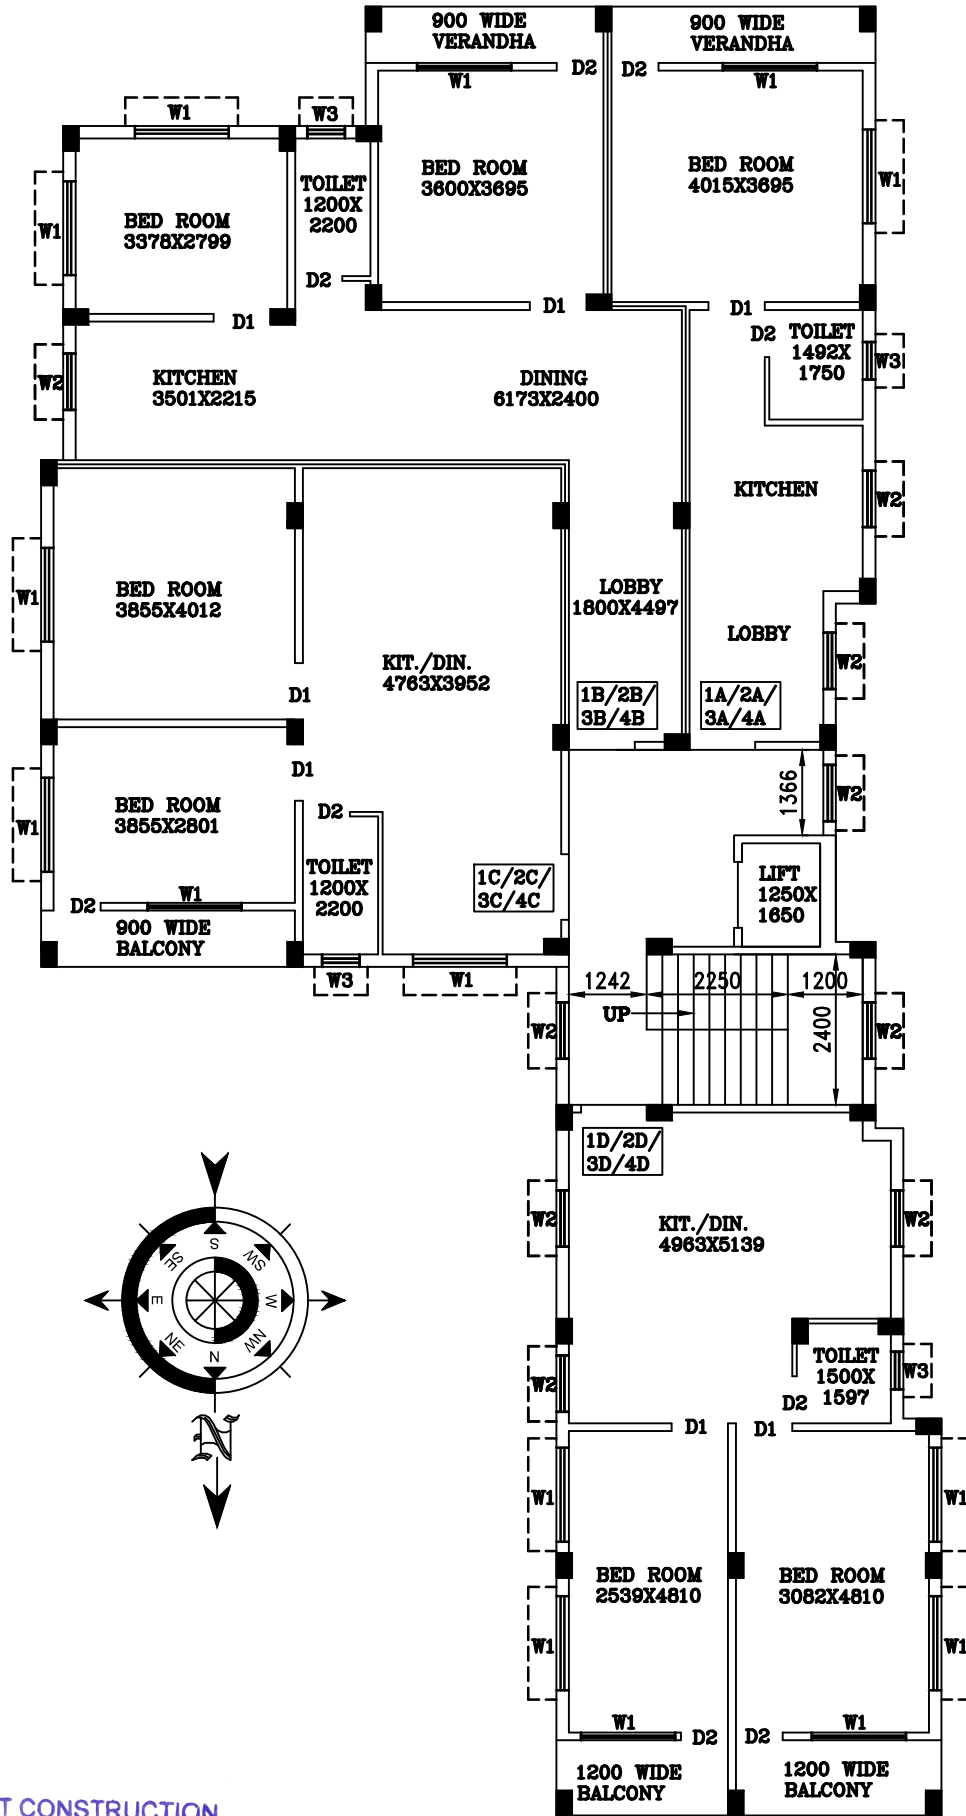 900 WIDE
VERANDHA
900 WIDE
VERANDHA
D2
D2
W1
W1
W1
W3
BED ROOM
3600X3695
BED ROOM
4015X3695
W1
TOILET
1200X
2200
BED ROOM
3378X2799
W1
D2
D1
D1
D1
D2
TOILET
1492X
1750
W3
W2
KITCHEN
3501X2215
DINING
6173X2400
KITCHEN
W2
BED ROOM
3855X4012
W1
LOBBY
1800X4497
LOBBY
W2
KIT./DIN.
4763X3952
D1
1B/2B/
3B/4B
1A/2A/
3A/4A
D1
1366
W2
BED ROOM
3855X2801
W1
D2
TOILET
1200X
2200
1C/2C/
3C/4C
LIFT
1250X
1650
W1
D2
900 WIDE
BALCONY
W3
W1
1242
2250
1200
UP
2400
W2
W2
1D/2D/
3D/4D
W2
KIT./DIN.
4963X5139
W2
S
SE
SW
E
W
NE
NW
N
N
W2
TOILET
1500X
1597
W3
D2
D1
D1
W1
W1
BED ROOM
2539X4810
BED ROOM
3082X4810
W1
W1
W1
D2
D2
W1
1200 WIDE
BALCONY
1200 WIDE
BALCONY
T CONSTRUCTION